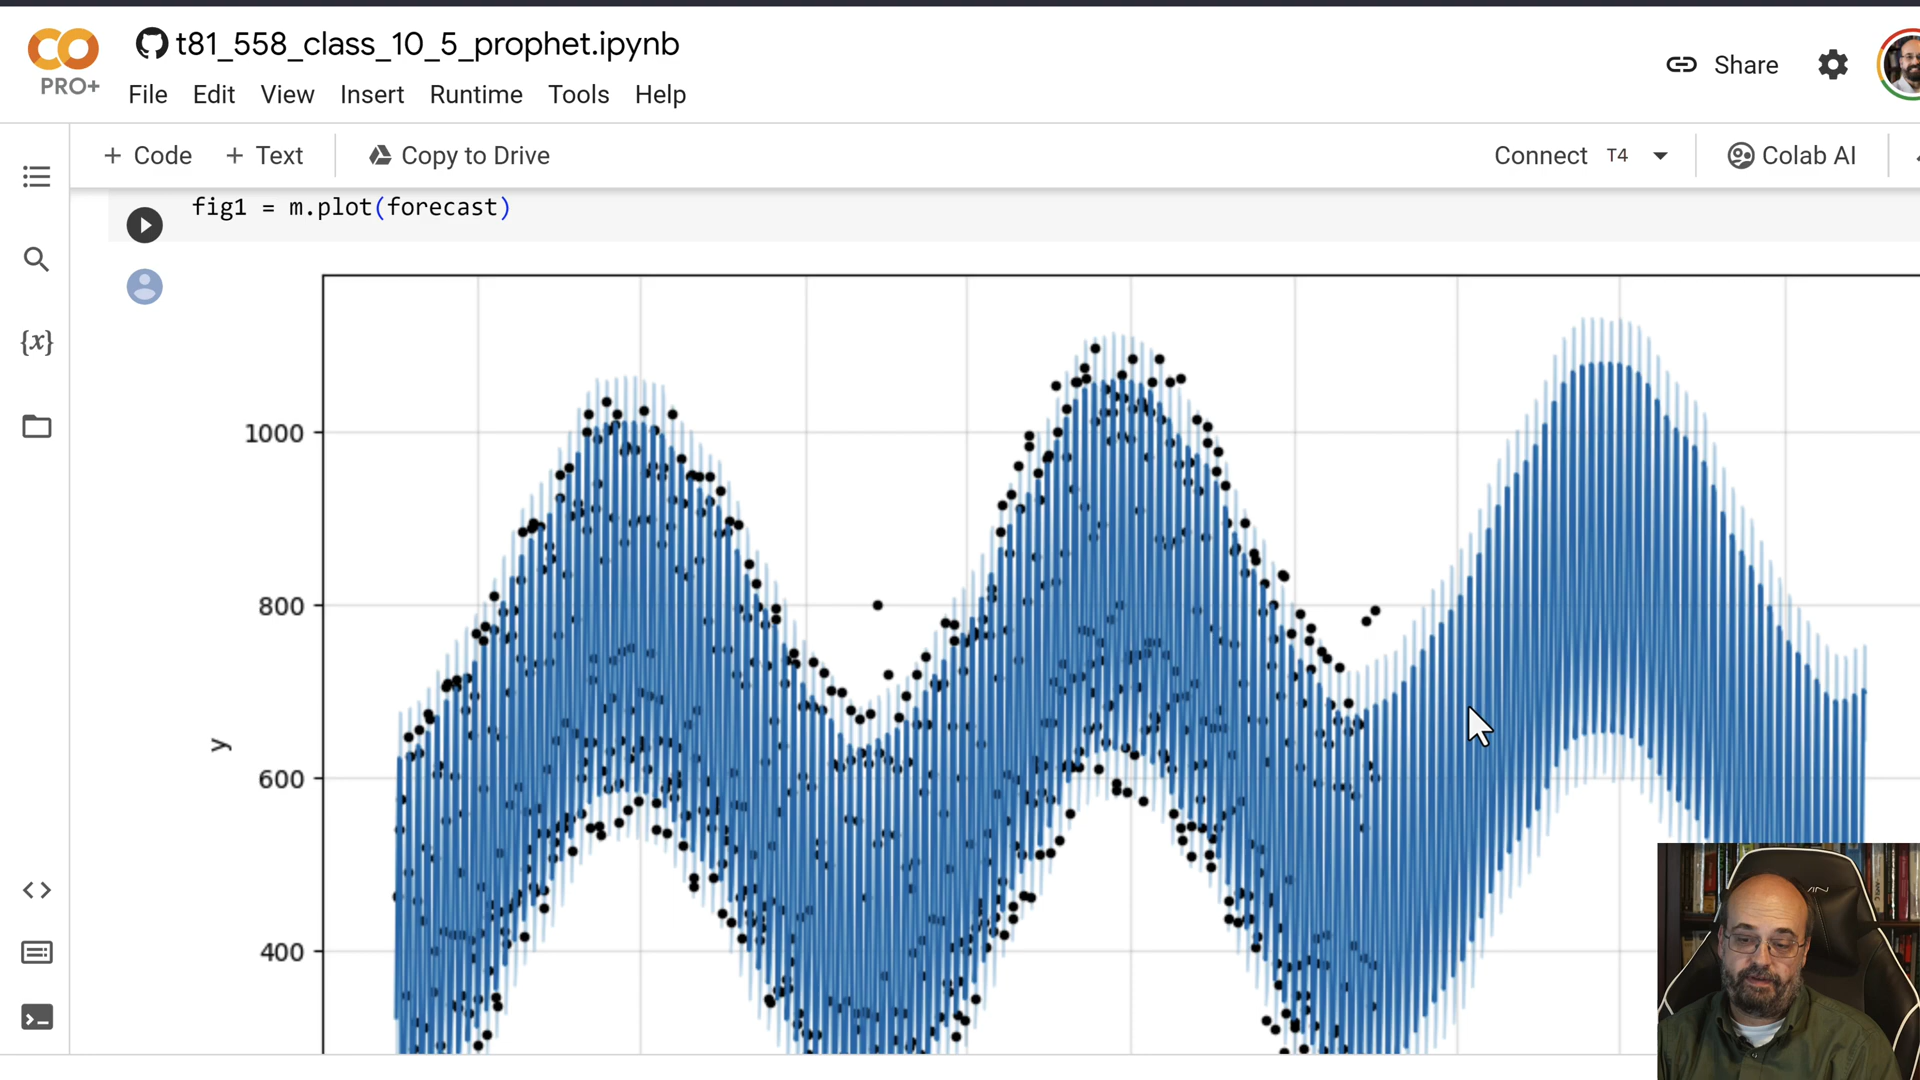 t81_558_class_10_5_prophet.ipynb
PRO+
File Edit View Insert Runtime Tools Help
Share
+ Code + Text Copy to Drive
Connect T4 Colab AI
fig1 = m.plot(forecast)
{x}
1000
800
y
600
400